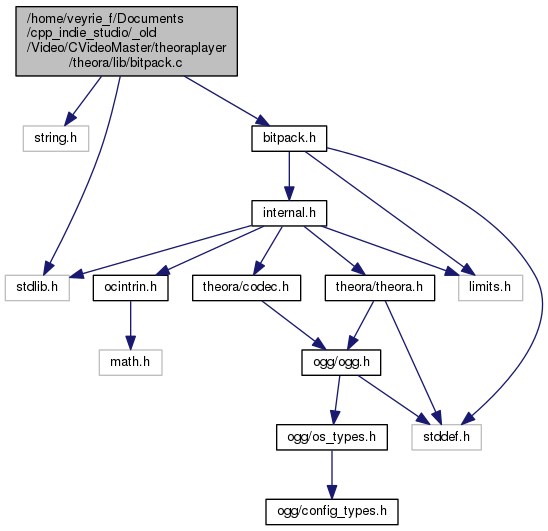 /home/veyrie_f/Documents
/cpp_indie_studio/_old
/Video/CVideoMaster/theoraplayer
/theora/lib/bitpack.c
string.h
bitpack.h
internal.h
stdlib.h
ocintrin.h
theora/codec.h
theora/theora.h
limits.h
math.h
ogg/ogg.h
ogg/os_types.h
stddef.h
ogg/config_types.h